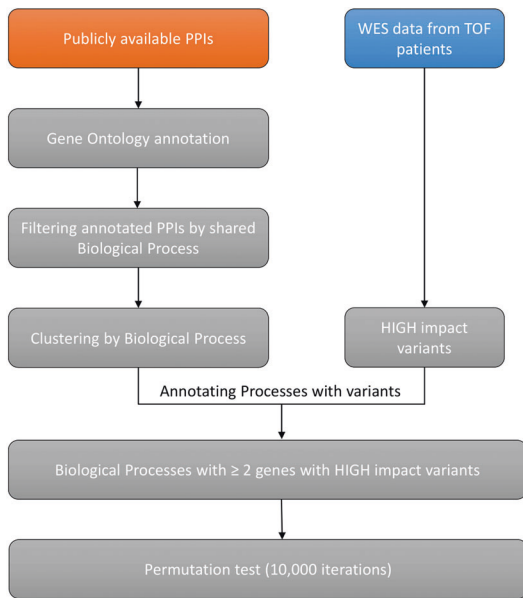 Publicly available PPIs
WES data from TOF
patients
Gene Ontology annotation
Filtering annotated PPIs by shared
Biological Process
Clustering by Biological Process
HIGH impact
variants
Annotating Processes with variants
Biological Processes with ≥ 2 genes with HIGH impact variants
Permutation test (10,000 iterations)